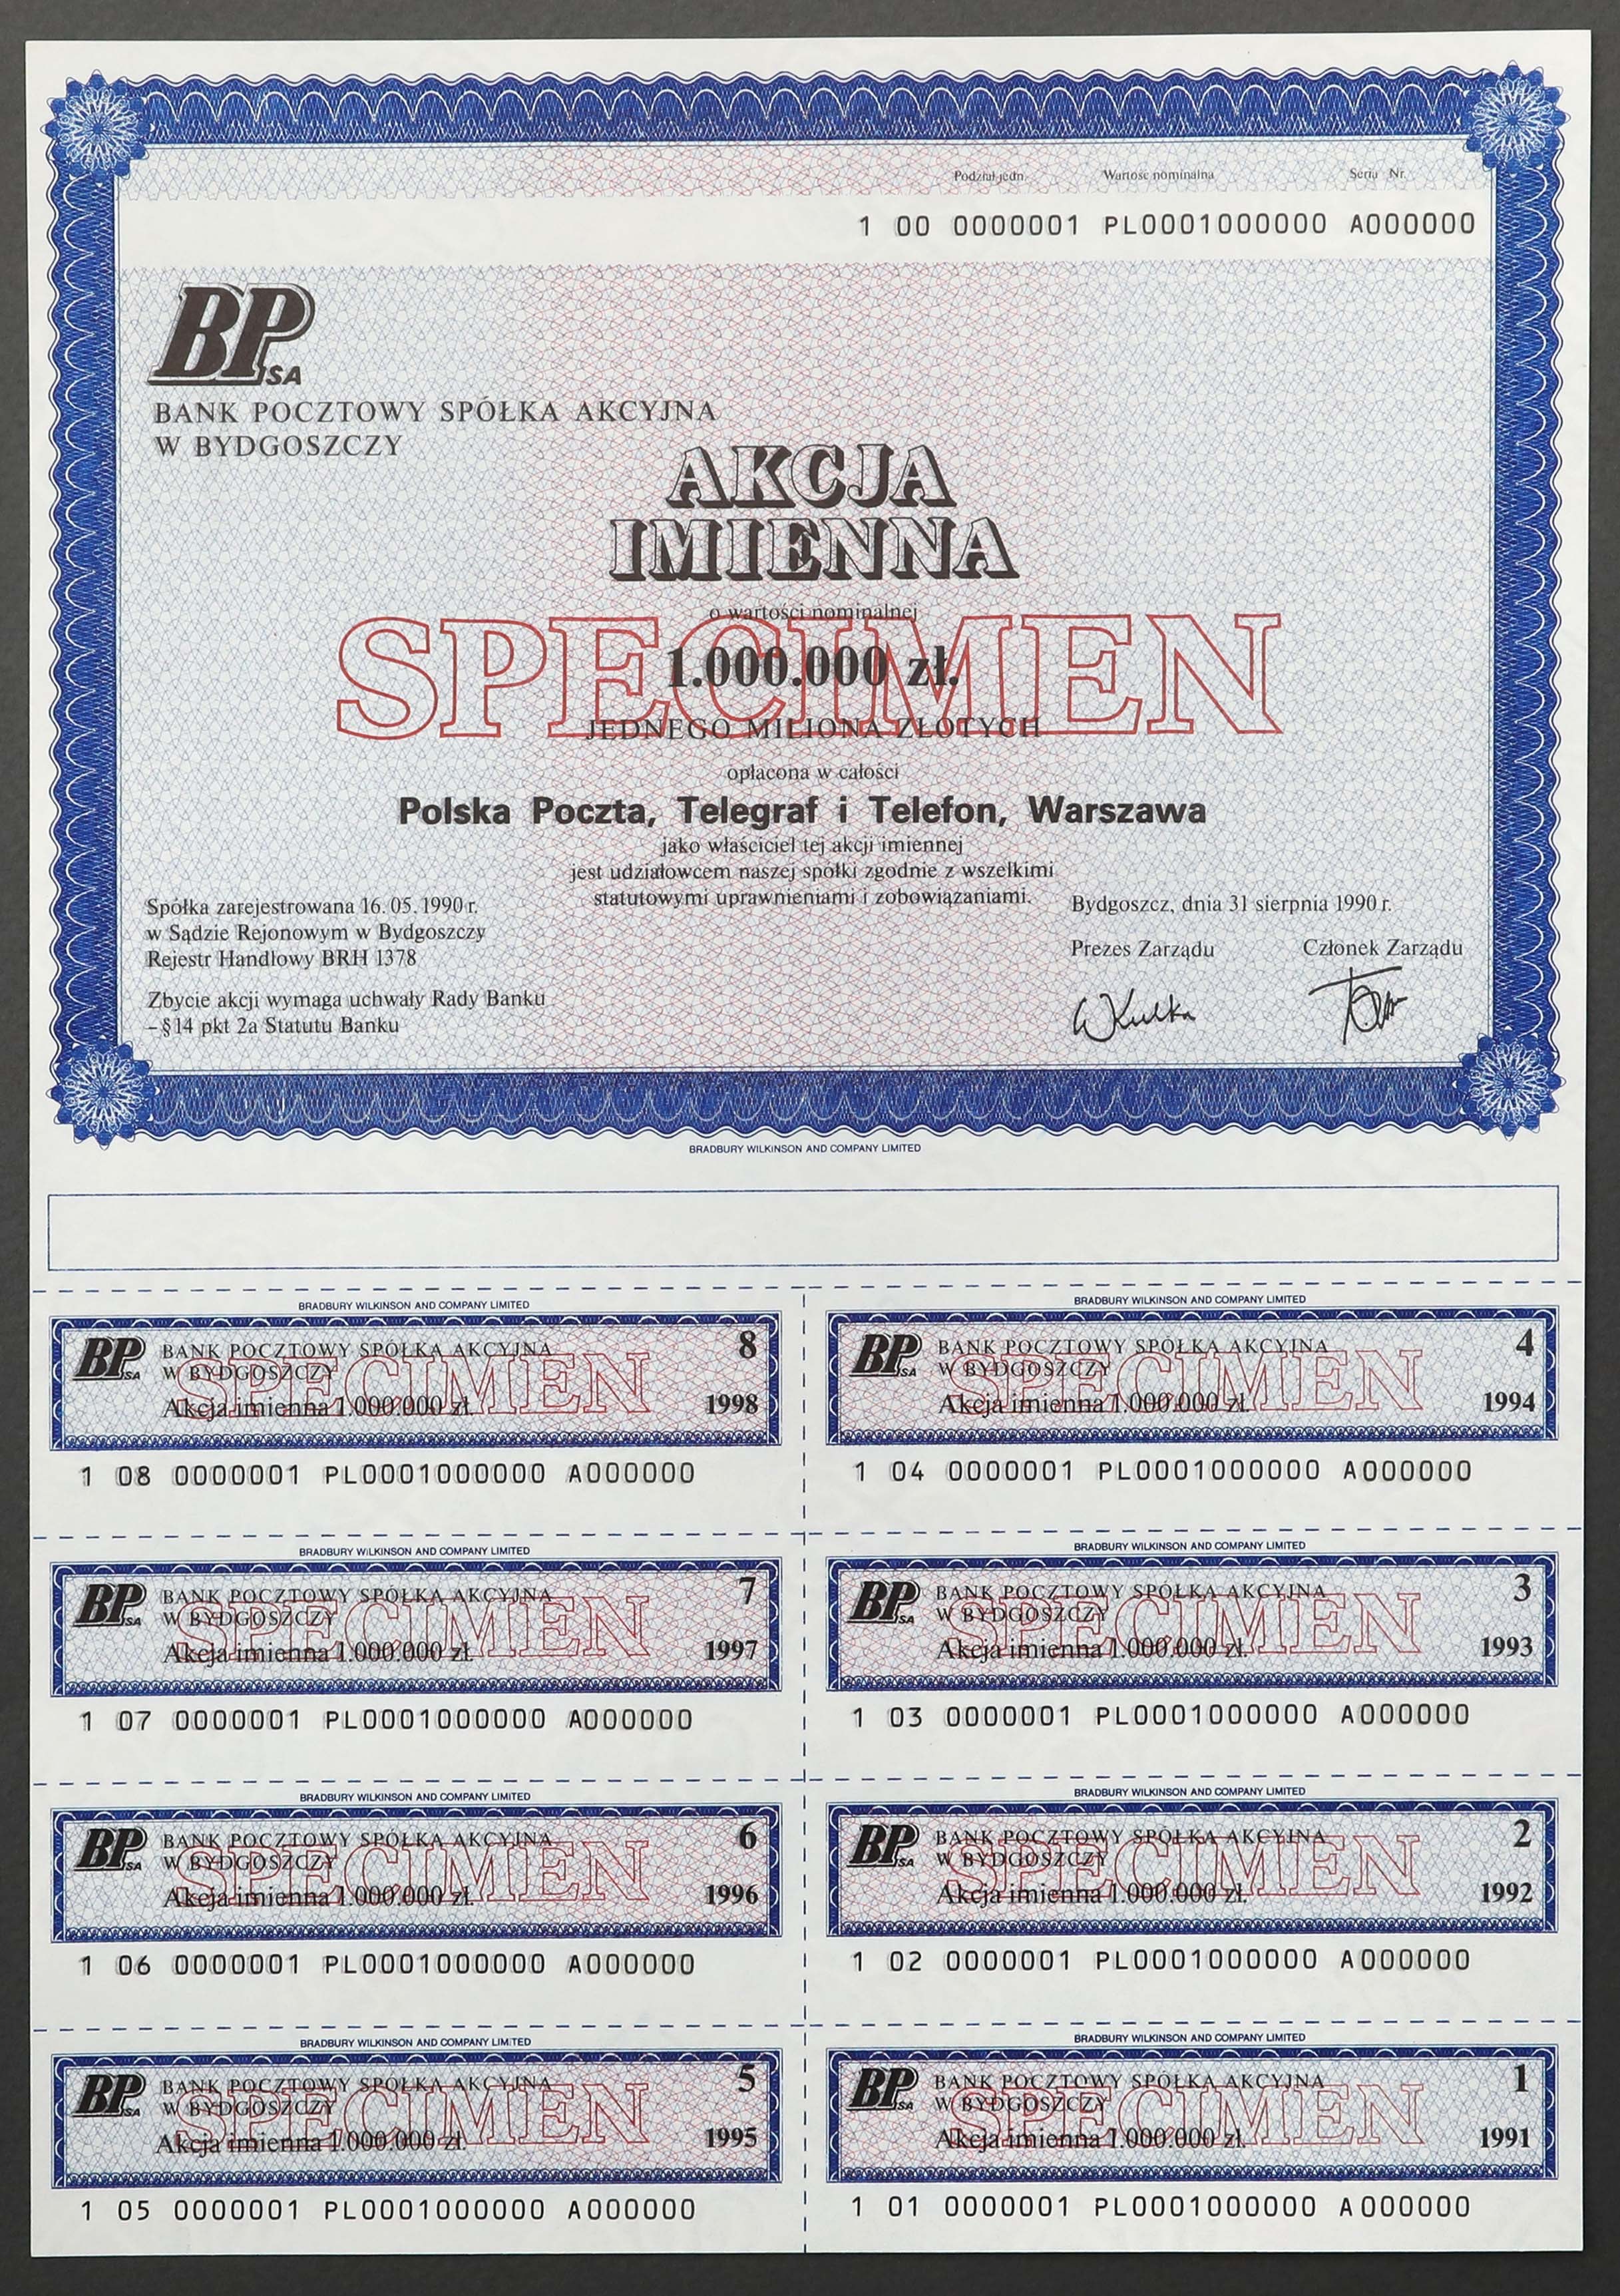 Podział jedn. Wartość nominalna Seria Nr.
1 00 0000001 PL0001000000 A000000
BP SA
BANK POCZTOWY SPÓŁKA AKCYJNA
W BYDGOSZCZY
AKCJA
IMIENNA
o wartości nominalnej
SPECIMEN
1.000.000 zł.
JEDNEGO MILIONA ZŁOTYCH
opłacona w całości
Polska Poczta, Telegraf i Telefon, Warszawa
jako właściciel tej akcji imiennej
jest udziałowcem naszej spółki zgodnie z wszelkimi
statutowymi uprawnieniami i zobowiązaniami.
Spółka zarejestrowana 16.05.1990 r.
w Sądzie Rejonowym w Bydgoszczy
Rejestr Handlowy BRH 1378
Zbycie akcji wymaga uchwały Rady Banku
–§14 pkt 2a Statutu Banku
Bydgoszcz, dnia 31 sierpnia 1990 r.
Prezes Zarządu Członek Zarządu
WKulka
BRADBURY WILKINSON AND COMPANY LIMITED
BRADBURY WILKINSON AND COMPANY LIMITED
BP SA
BANK POCZTOWY SPÓŁKA AKCYJNA 8
W BYDGOSZCZY
SPECIMEN
Akcja imienna 1.000.000 zł. 1998
1 08 0000001 PL0001000000 A000000
BRADBURY WILKINSON AND COMPANY LIMITED
BP SA
BANK POCZTOWY SPÓŁKA AKCYJNA 4
W BYDGOSZCZY
SPECIMEN
Akcja imienna 1.000.000 zł. 1994
1 04 0000001 PL0001000000 A000000
BRADBURY WILKINSON AND COMPANY LIMITED
BP SA
BANK POCZTOWY SPÓŁKA AKCYJNA 7
W BYDGOSZCZY
SPECIMEN
Akcja imienna 1.000.000 zł. 1997
1 07 0000001 PL0001000000 A000000
BRADBURY WILKINSON AND COMPANY LIMITED
BP SA
BANK POCZTOWY SPÓŁKA AKCYJNA 3
W BYDGOSZCZY
SPECIMEN
Akcja imienna 1.000.000 zł. 1993
1 03 0000001 PL0001000000 A000000
BRADBURY WILKINSON AND COMPANY LIMITED
BP SA
BANK POCZTOWY SPÓŁKA AKCYJNA 6
W BYDGOSZCZY
SPECIMEN
Akcja imienna 1.000.000 zł. 1996
1 06 0000001 PL0001000000 A000000
BRADBURY WILKINSON AND COMPANY LIMITED
BP SA
BANK POCZTOWY SPÓŁKA AKCYJNA 2
W BYDGOSZCZY
SPECIMEN
Akcja imienna 1.000.000 zł. 1992
1 02 0000001 PL0001000000 A000000
BRADBURY WILKINSON AND COMPANY LIMITED
BP SA
BANK POCZTOWY SPÓŁKA AKCYJNA 5
W BYDGOSZCZY
SPECIMEN
Akcja imienna 1.000.000 zł. 1995
1 05 0000001 PL0001000000 A000000
BRADBURY WILKINSON AND COMPANY LIMITED
BP SA
BANK POCZTOWY SPÓŁKA AKCYJNA 1
W BYDGOSZCZY
SPECIMEN
Akcja imienna 1.000.000 zł. 1991
1 01 0000001 PL0001000000 A000000